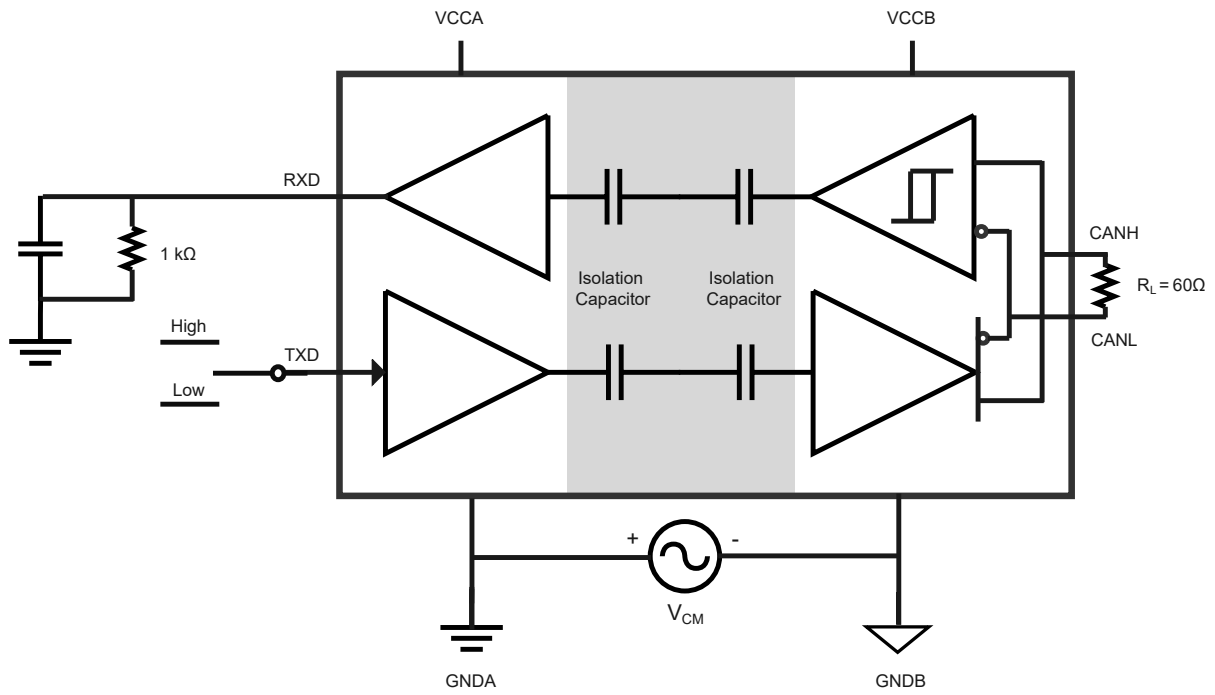 VCCA
VCCB
RXD
1 kΩ
Isolation
Capacitor
Isolation
Capacitor
CANH
R_L = 60Ω
CANL
High
TXD
Low
+
-
V_CM
GNDA
GNDB